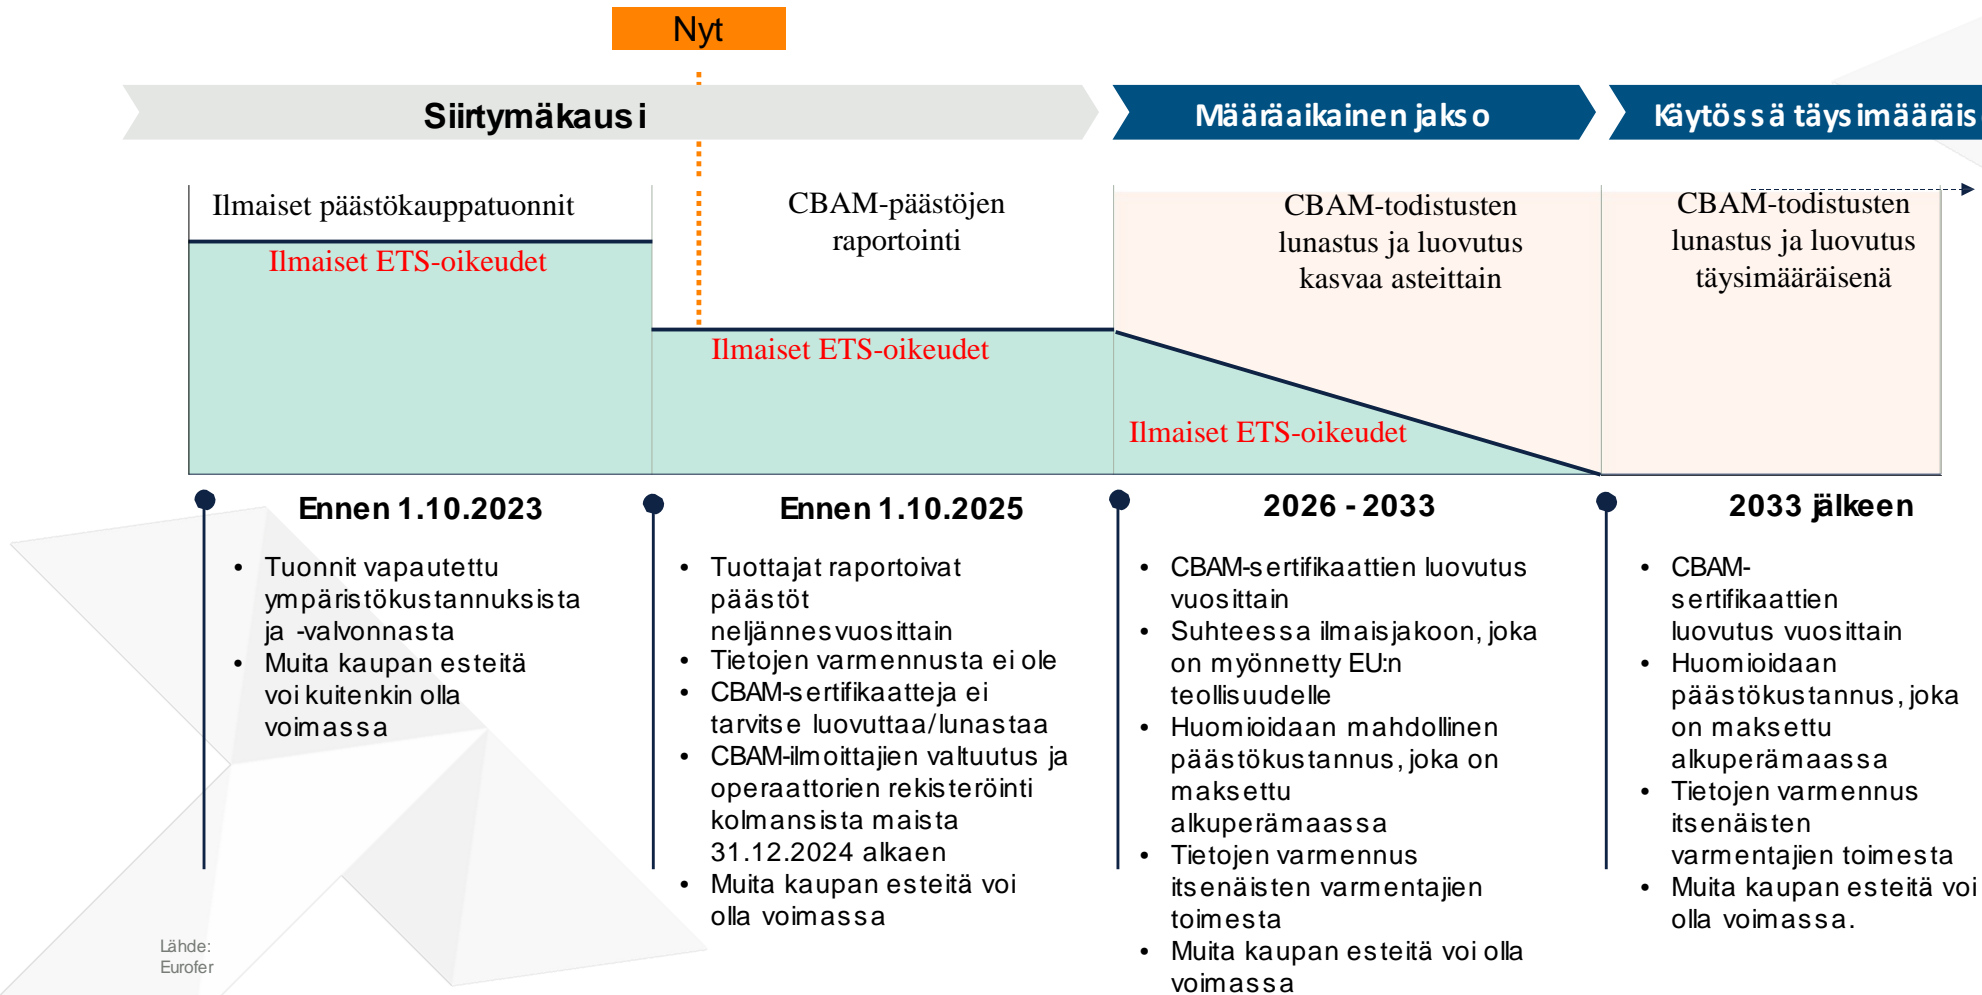 Nyt
Siirtymäkausi
Määräaikainen jakso
Käytössä täysimääräis
Ilmaiset päästökauppatuonnit
Ilmaiset ETS-oikeudet
CBAM-päästöjen
raportointi
Ilmaiset ETS-oikeudet
CBAM-todistusten
lunastus ja luovutus
kasvaa asteittain
Ilmaiset ETS-oikeudet
CBAM-todistusten
lunastus ja luovutus
täysimääräisenä
Ennen 1.10.2023
• Tuonnit vapautettu
ympäristökustannuksista
ja -valvonnasta
• Muita kaupan esteitä
voi kuitenkin olla
voimassa
Ennen 1.10.2025
• Tuottajat raportoivat
päästöt
neljännesvuosittain
• Tietojen varmennusta ei ole
• CBAM-sertifikaatteja ei
tarvitse luovuttaa/lunastaa
• CBAM-ilmoittajien valtuutus ja
operaattorien rekisteröinti
kolmansista maista
31.12.2024 alkaen
• Muita kaupan esteitä voi
olla voimassa
2026 - 2033
• CBAM-sertifikaattien luovutus
vuosittain
• Suhteessa ilmaisjakoon, joka
on myönnetty EU:n
teollisuudelle
• Huomioidaan mahdollinen
päästökustannus, joka on
maksettu
alkuperämaassa
• Tietojen varmennus
itsenäisten varmentajien
toimesta
• Muita kaupan esteitä voi olla
voimassa
2033 jälkeen
• CBAM-
sertifikaattien
luovutus vuosittain
• Huomioidaan
päästökustannus, joka
on maksettu
alkuperämaassa
• Tietojen varmennus
itsenäisten
varmentajien toimesta
• Muita kaupan esteitä voi
olla voimassa.
Lähde:
Eurofer